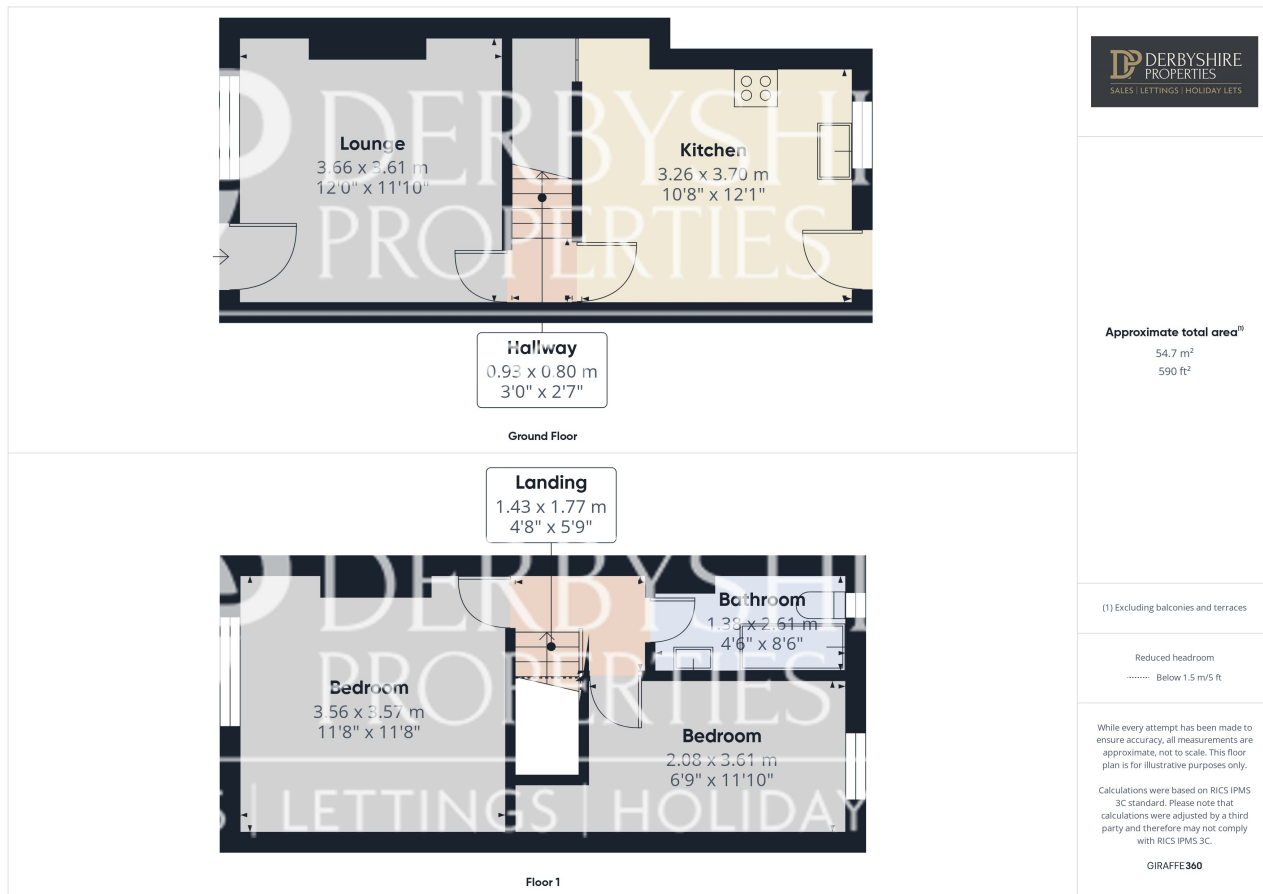 Lounge
3.66 x 3.61 m
12'0" x 11'10"
Kitchen
3.26 x 3.70 m
10'8" x 12'1"
Hallway
0.93 x 0.80 m
3'0" x 2'7"
Ground Floor
DERBYSHI
PROPERTIES
Landing
1.43 x 1.77 m
4'8" x 5'9"
Bathroom
1.38 x 2.61 m
4'6" x 8'6"
Bedroom
3.56 x 3.57 m
11'8" x 11'8"
Bedroom
2.08 x 3.61 m
6'9" x 11'10"
Floor 1
DERBYSHI
PROPERTIES
S | LETTINGS | HOLIDAY
DP DERBYSHIRE
PROPERTIES
SALES | LETTINGS | HOLIDAY LETS
Approximate total area(1)
54.7 m²
590 ft²
(1) Excluding balconies and terraces
Reduced headroom
Below 1.5 m/5 ft
While every attempt has been made to
ensure accuracy, all measurements are
approximate, not to scale. This floor
plan is for illustrative purposes only.
Calculations were based on RICS IPMS
3C standard. Please note that
calculations were adjusted by a third
party and therefore may not comply
with RICS IPMS 3C.
GIRAFFE360